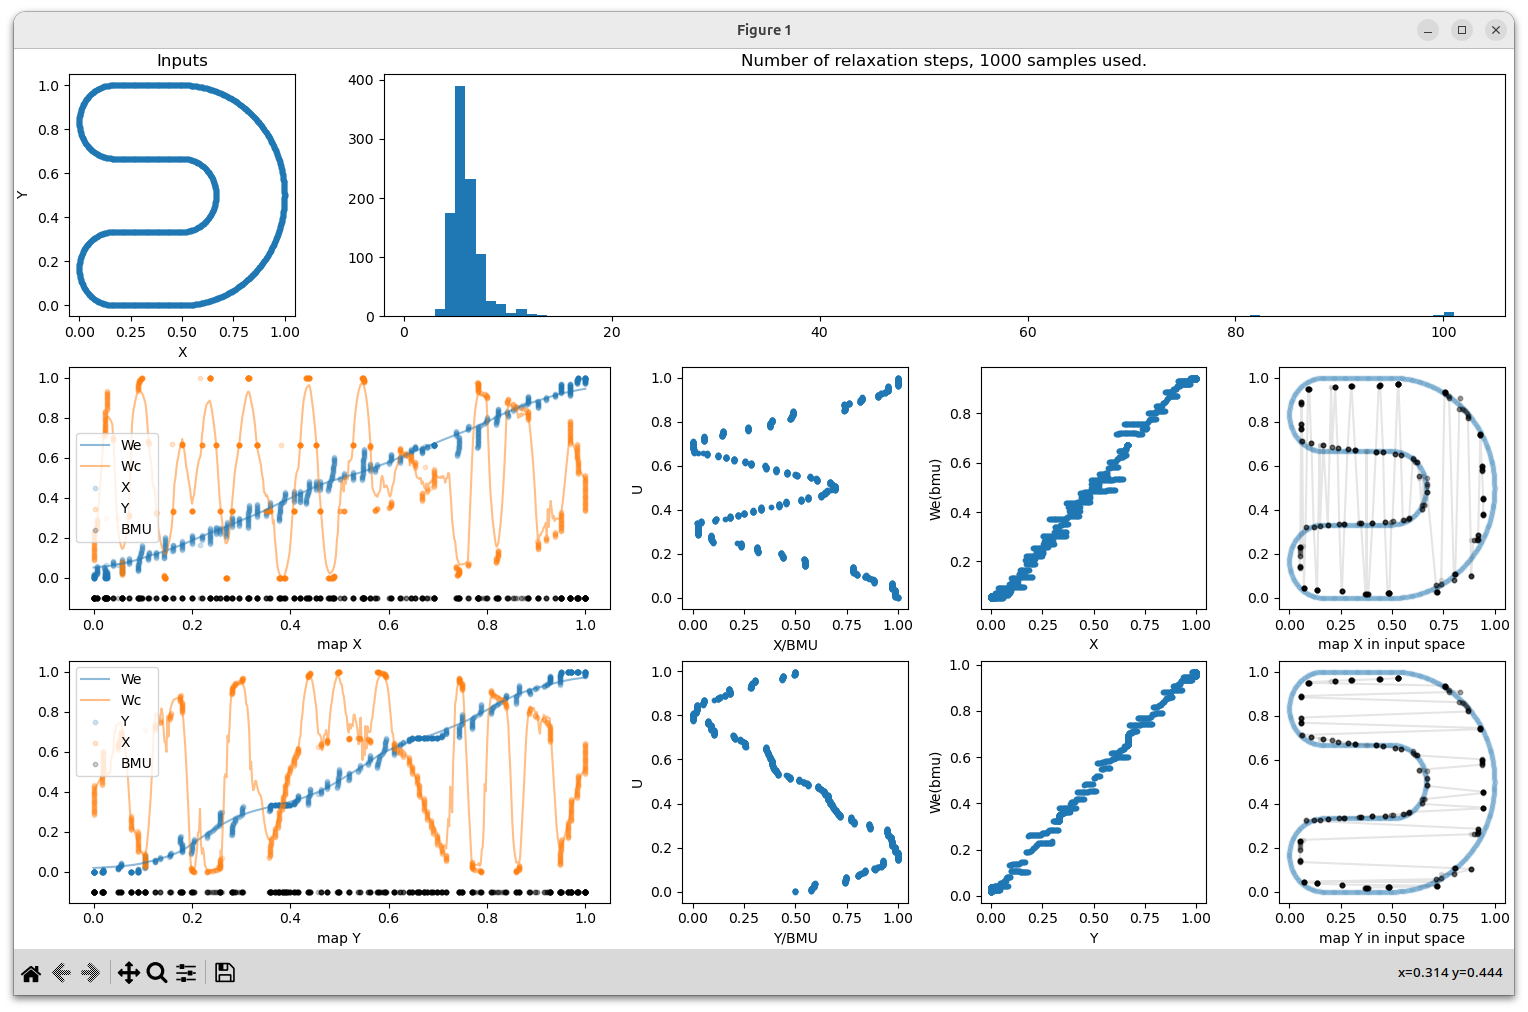 Figure 1
Inputs
Number of relaxation steps, 1000 samples used.
1.0
0.8
0.6
0.4
0.2
0.0
Y
0.00 0.25 0.50 0.75 1.00
X
400
300
200
100
0
0 20 40 60 80 100
1.0
0.8
0.6
0.4
0.2
0.0
We
Wc
X
Y
BMU
0.0 0.2 0.4 0.6 0.8 1.0
map X
1.0
0.8
0.6
0.4
0.2
0.0
U
0.00 0.25 0.50 0.75 1.00
X/BMU
0.8
0.6
0.4
0.2
We(bmu)
0.00 0.25 0.50 0.75 1.00
X
1.0
0.8
0.6
0.4
0.2
0.0
0.00 0.25 0.50 0.75 1.00
map X in input space
1.0
0.8
0.6
0.4
0.2
0.0
We
Wc
Y
X
BMU
0.0 0.2 0.4 0.6 0.8 1.0
map Y
1.0
0.8
0.6
0.4
0.2
0.0
U
0.00 0.25 0.50 0.75 1.00
Y/BMU
1.0
0.8
0.6
0.4
0.2
0.0
We(bmu)
0.00 0.25 0.50 0.75 1.00
Y
1.0
0.8
0.6
0.4
0.2
0.0
0.00 0.25 0.50 0.75 1.00
map Y in input space
x=0.314 y=0.444